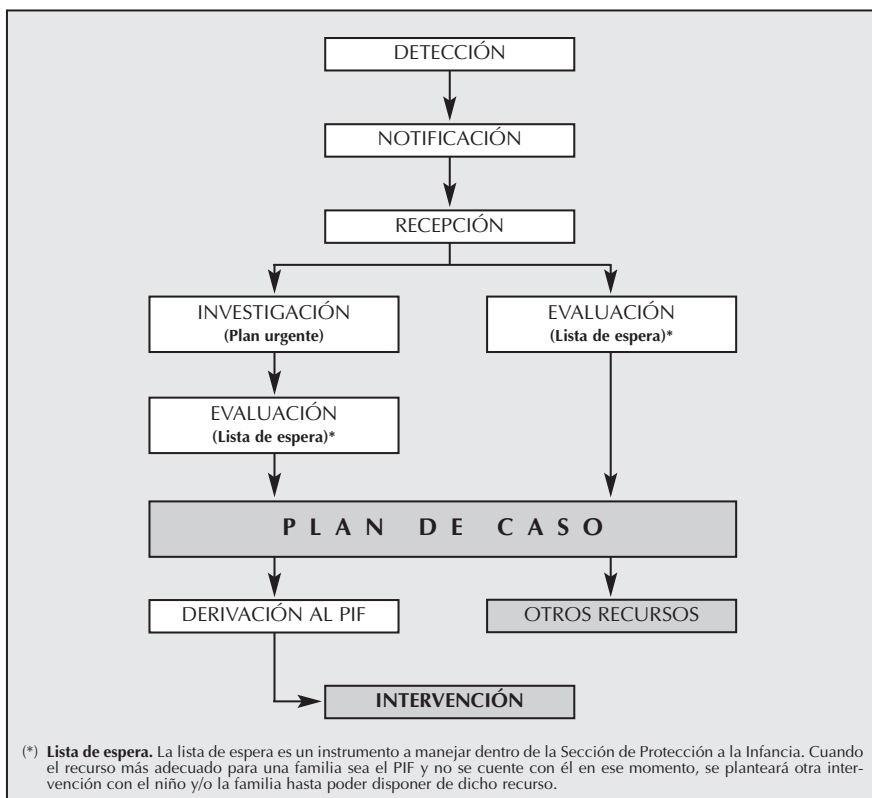 DETECCIÓN
NOTIFICACIÓN
RECEPCIÓN
INVESTIGACIÓN
(Plan urgente)
EVALUACIÓN
(Lista de espera)*
EVALUACIÓN
(Lista de espera)*
PLAN DE CASO
DERIVACIÓN AL PIF
OTROS RECURSOS
INTERVENCIÓN
(*) Lista de espera. La lista de espera es un instrumento a manejar dentro de la Sección de Protección a la Infancia. Cuando
el recurso más adecuado para una familia sea el PIF y no se cuente con él en ese momento, se planteará otra inter-
vención con el niño y/o la familia hasta poder disponer de dicho recurso.